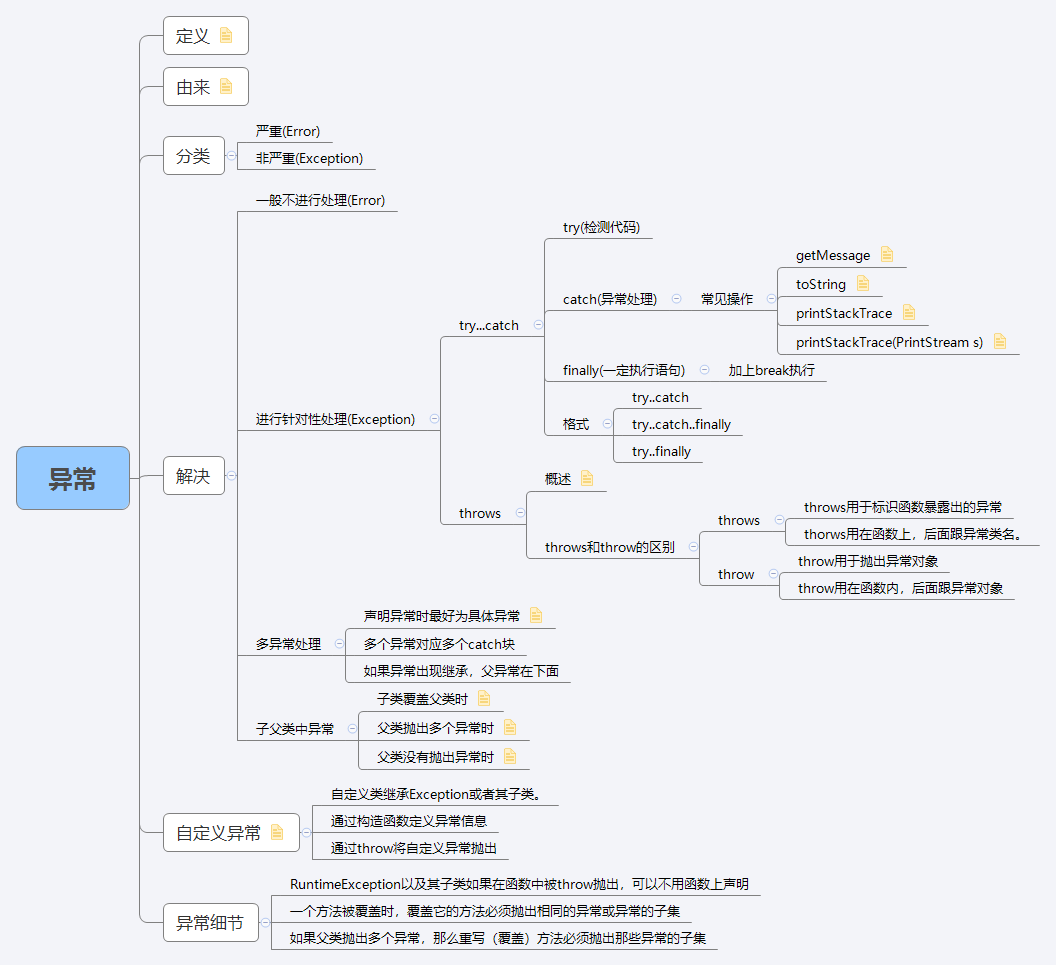 异常
定义
由来
分类
严重(Error)
非严重(Exception)
解决
一般不进行处理(Error)
进行针对性处理(Exception)
try...catch
try(检测代码)
catch(异常处理)
常见操作
getMessage
toString
printStackTrace
printStackTrace(PrintStream s)
finally(一定执行语句)
加上break执行
格式
try..catch
try..catch..finally
try..finally
throws
概述
throws和throw的区别
throws
throws用于标识函数暴露出的异常
thorws用在函数上，后面跟异常类名。
throw
throw用于抛出异常对象
throw用在函数内，后面跟异常对象
多异常处理
声明异常时最好为具体异常
多个异常对应多个catch块
如果异常出现继承，父异常在下面
子父类中异常
子类覆盖父类时
父类抛出多个异常时
父类没有抛出异常时
自定义异常
自定义类继承Exception或者其子类。
通过构造函数定义异常信息
通过throw将自定义异常抛出
异常细节
RuntimeException以及其子类如果在函数中被throw抛出，可以不用函数上声明
一个方法被覆盖时，覆盖它的方法必须抛出相同的异常或异常的子集
如果父类抛出多个异常，那么重写（覆盖）方法必须抛出那些异常的子集